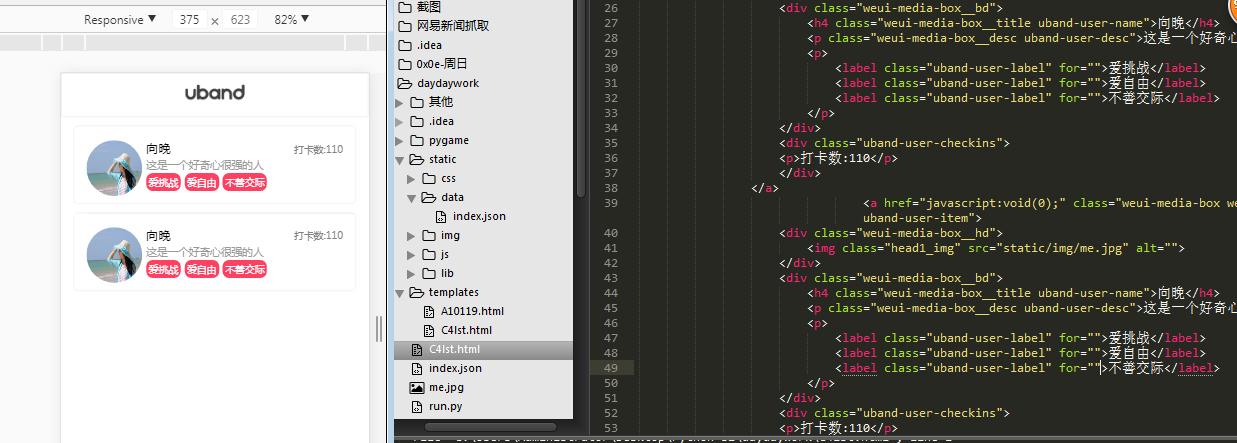 Responsive ▼ 375 × 623 82% ▼
uband
向晚 打卡数:110
这是一个好奇心很强的人
爱挑战 爱自由 不善交际
向晚 打卡数:110
这是一个好奇心很强的人
爱挑战 爱自由 不善交际
截图
网易新闻抓取
.idea
0x0e-周日
daydaywork
其他
.idea
pygame
static
css
data
index.json
img
js
lib
templates
A10119.html
C4lst.html
C4lst.html
index.json
me.jpg
run.py
26 <div class="weui-media-box__bd">
27 <h4 class="weui-media-box__title uband-user-name">向晚</h4>
28 <p class="weui-media-box__desc uband-user-desc">这是一个好奇心
29 <p>
30 <label class="uband-user-label" for="">爱挑战</label>
31 <label class="uband-user-label" for="">爱自由</label>
32 <label class="uband-user-label" for="">不善交际</label>
33 </p>
34 </div>
35 <div class="uband-user-checkins">
36 <p>打卡数:110</p>
37 </div>
38 </a>
39 <a href="javascript:void(0);" class="weui-media-box we
uband-user-item">
40 <div class="weui-media-box__hd">
41 <img class="head1_img" src="static/img/me.jpg" alt="">
42 </div>
43 <div class="weui-media-box__bd">
44 <h4 class="weui-media-box__title uband-user-name">向晚</h4>
45 <p class="weui-media-box__desc uband-user-desc">这是一个好奇心
46 <p>
47 <label class="uband-user-label" for="">爱挑战</label>
48 <label class="uband-user-label" for="">爱自由</label>
49 <label class="uband-user-label" for="">不善交际</label>
50 </p>
51 </div>
52 <div class="uband-user-checkins">
53 <p>打卡数:110</p>